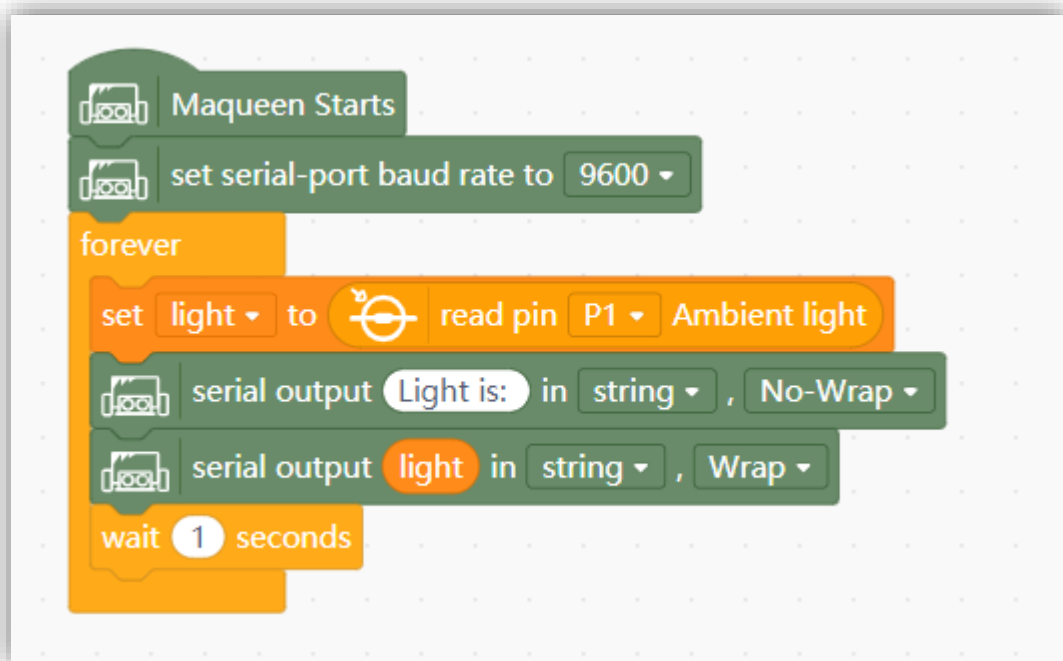 Maqueen Starts
set serial-port baud rate to 9600
forever
set light to read pin P1 Ambient light
serial output Light is: in string , No-Wrap
serial output light in string , Wrap
wait 1 seconds